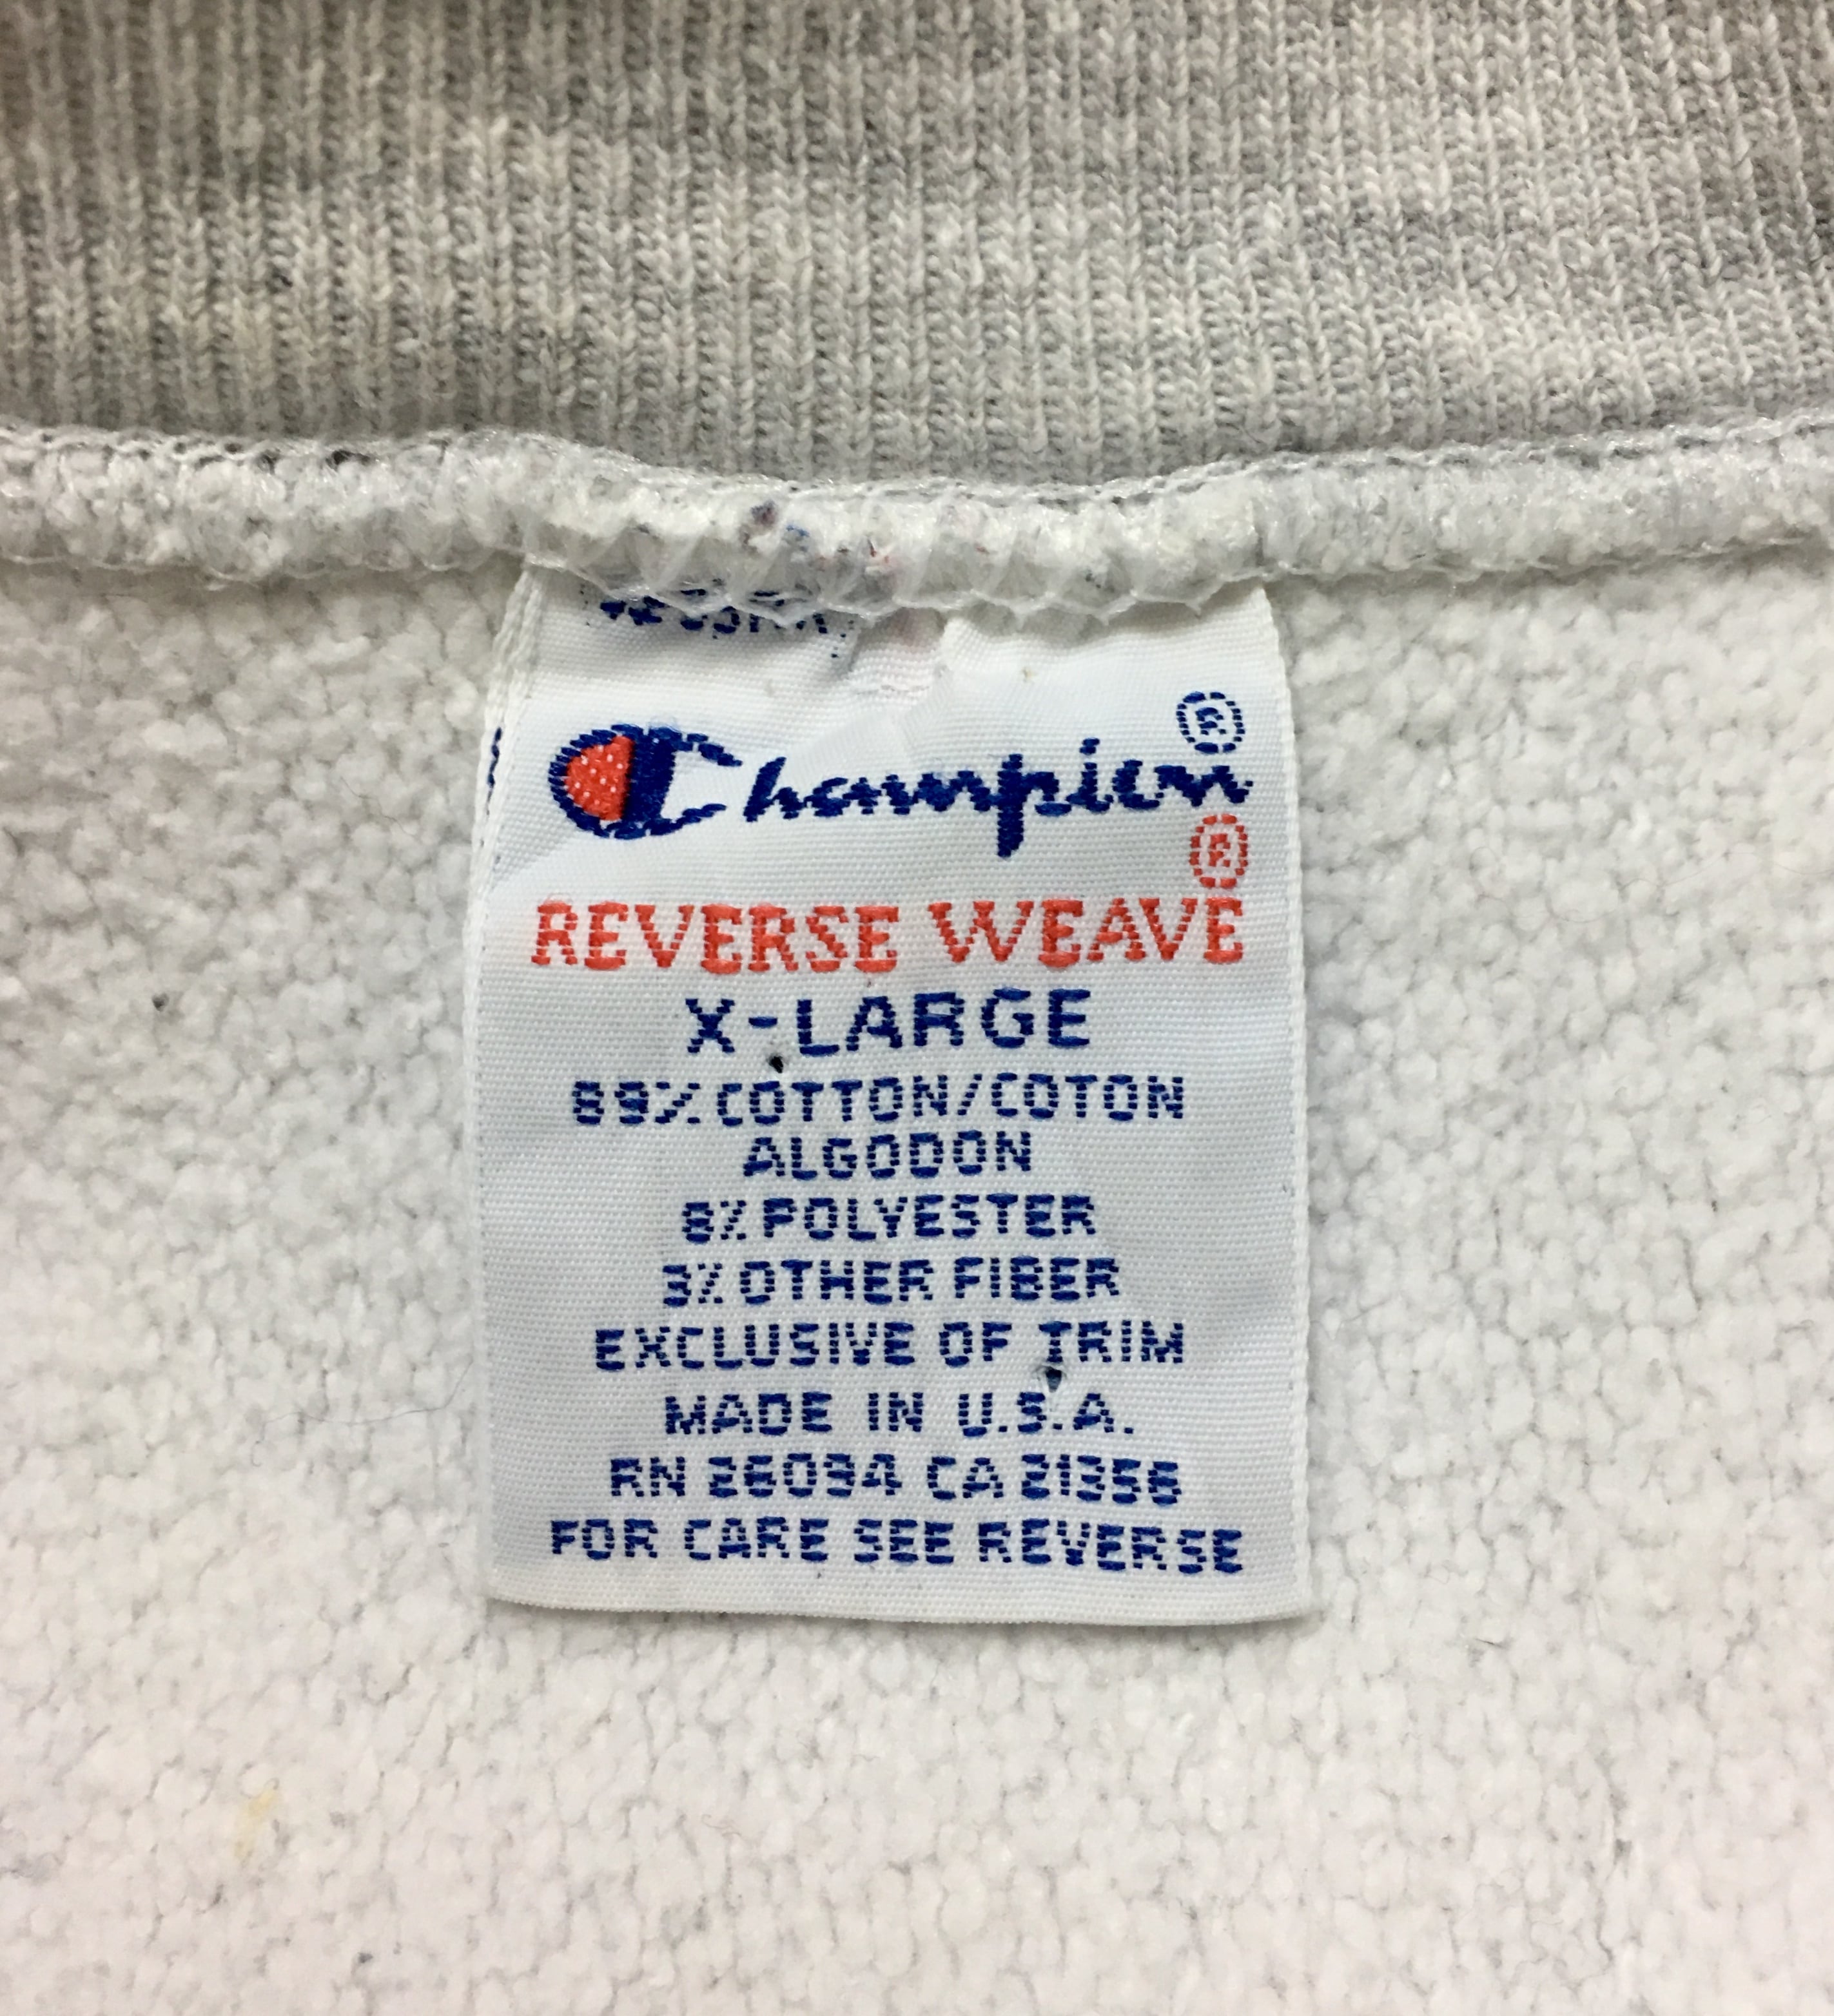 Champion ®
®
REVERSE WEAVE
X-LARGE
89% COTTON/COTON
ALGODON
8% POLYESTER
3% OTHER FIBER
EXCLUSIVE OF TRIM
MADE IN U.S.A.
RN 26094 CA 21356
FOR CARE SEE REVERSE